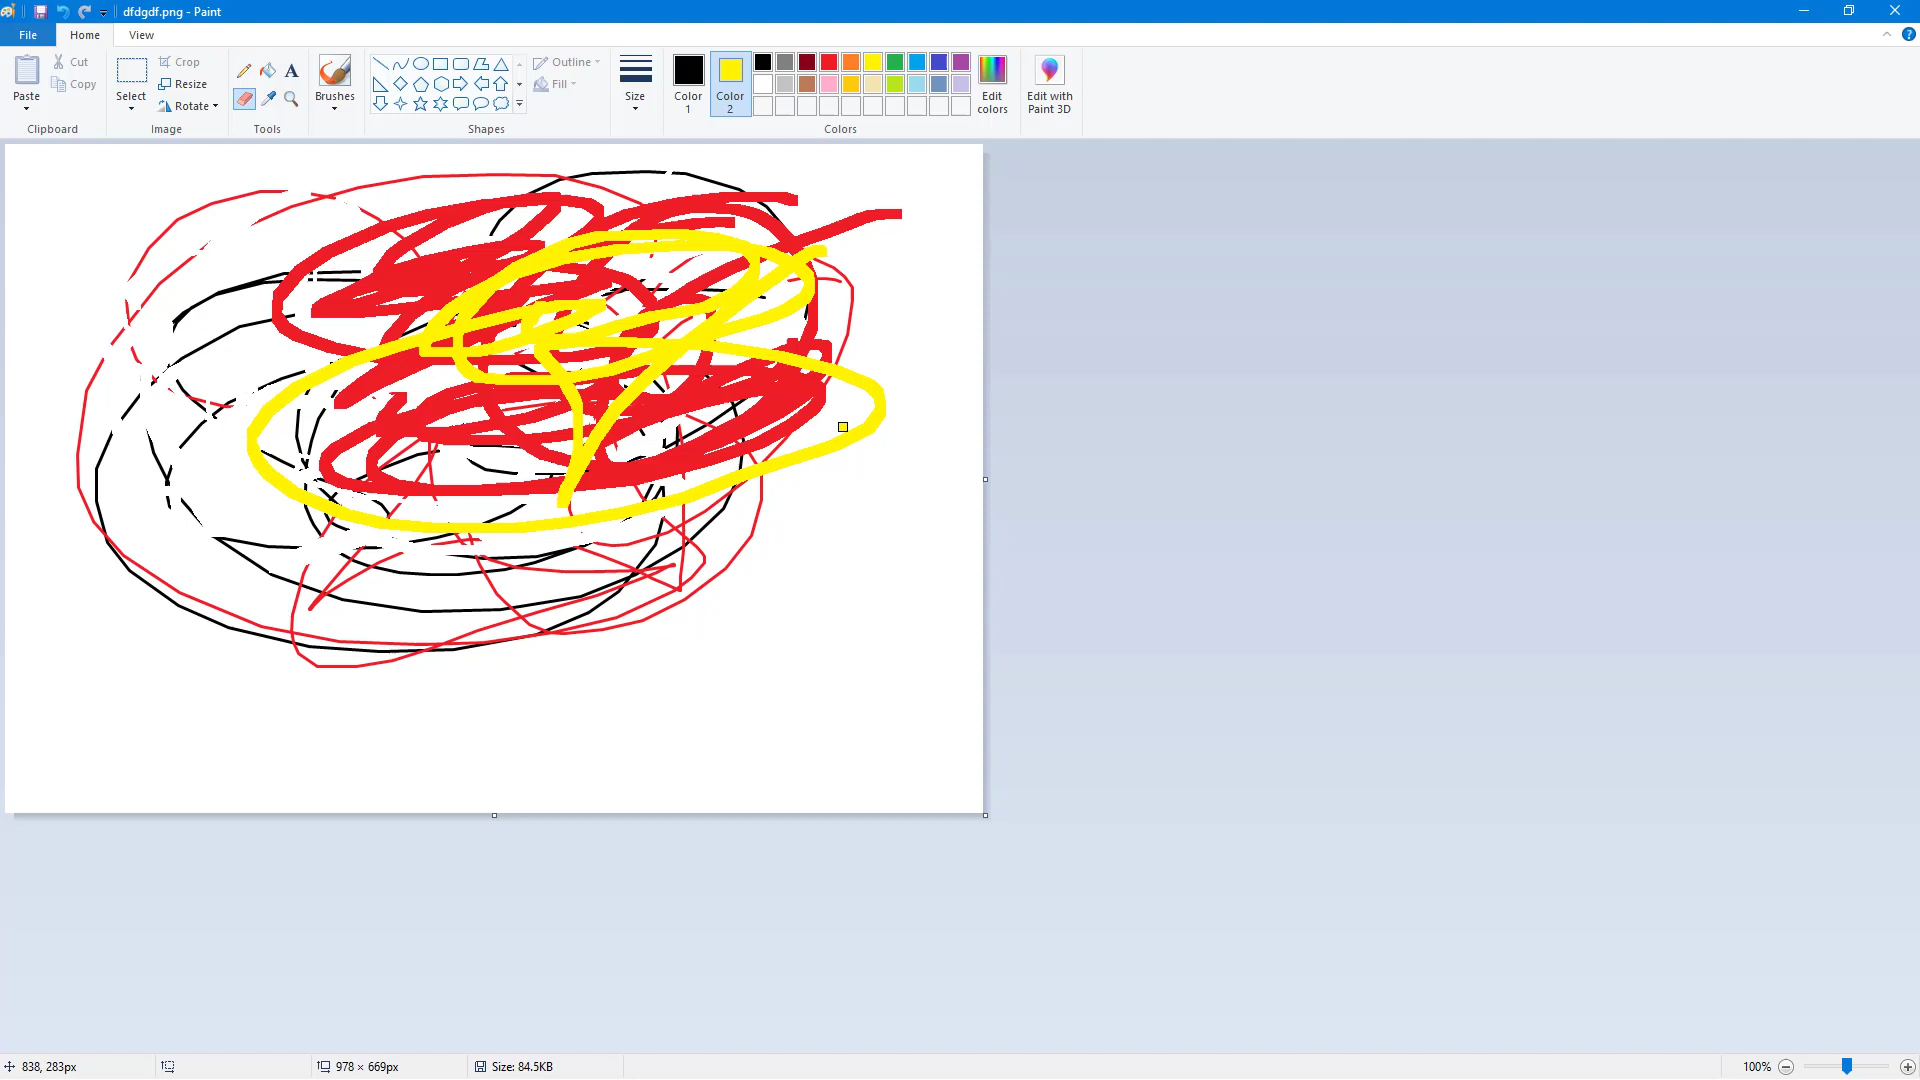 dfdgdf.png - Paint
File Home View
Paste Cut Copy Clipboard
Select Crop Resize Rotate Image
A
Tools
Brushes
Outline Fill Shapes
Size
Color 1
Color 2
Edit colors
Colors
Edit with Paint 3D
?
838, 283px 978 × 669px Size: 84.5KB 100%